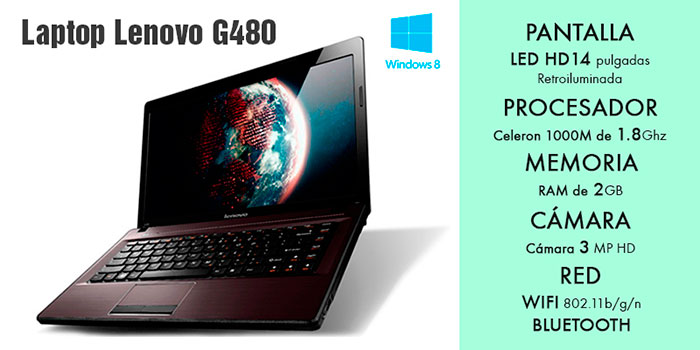 Laptop Lenovo G480
Windows 8
lenovo
PANTALLA
LED HD14 pulgadas
Retroiluminada
PROCESADOR
Celeron 1000M de 1.8Ghz
MEMORIA
RAM de 2GB
CÁMARA
Cámara 3 MP HD
RED
WIFI 802.11b/g/n
BLUETOOTH